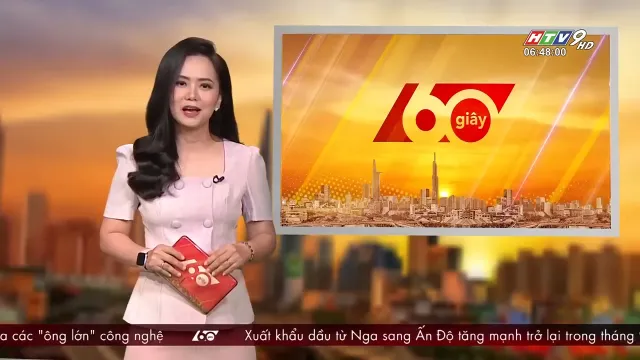 HTV9 HD
06:48:00
60 giây
a các "ông lớn" công nghệ 60 Xuất khẩu dầu từ Nga sang Ấn Độ tăng mạnh trở lại trong tháng